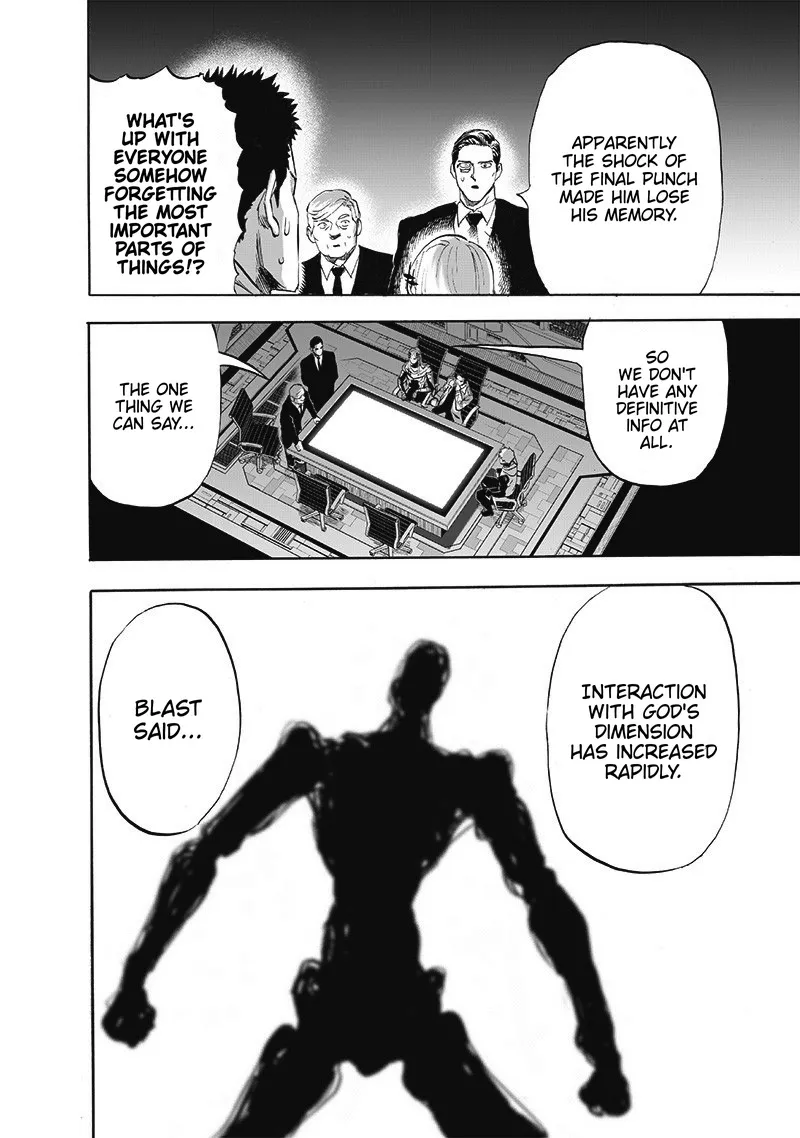 APPARENTLY
THE SHOCK OF
THE FINAL PUNCH
MADE HIM LOSE
HIS MEMORY.
WHAT'S
UP WITH
EVERYONE
SOMEHOW
FORGETTING
THE MOST
IMPORTANT
PARTS OF
THINGS!?
SO
WE DON'T
HAVE ANY
DEFINITIVE
INFO AT
ALL.
THE ONE
THING WE
CAN SAY...
INTERACTION
WITH GOD'S
DIMENSION
HAS INCREASED
RAPIDLY.
BLAST
SAID...